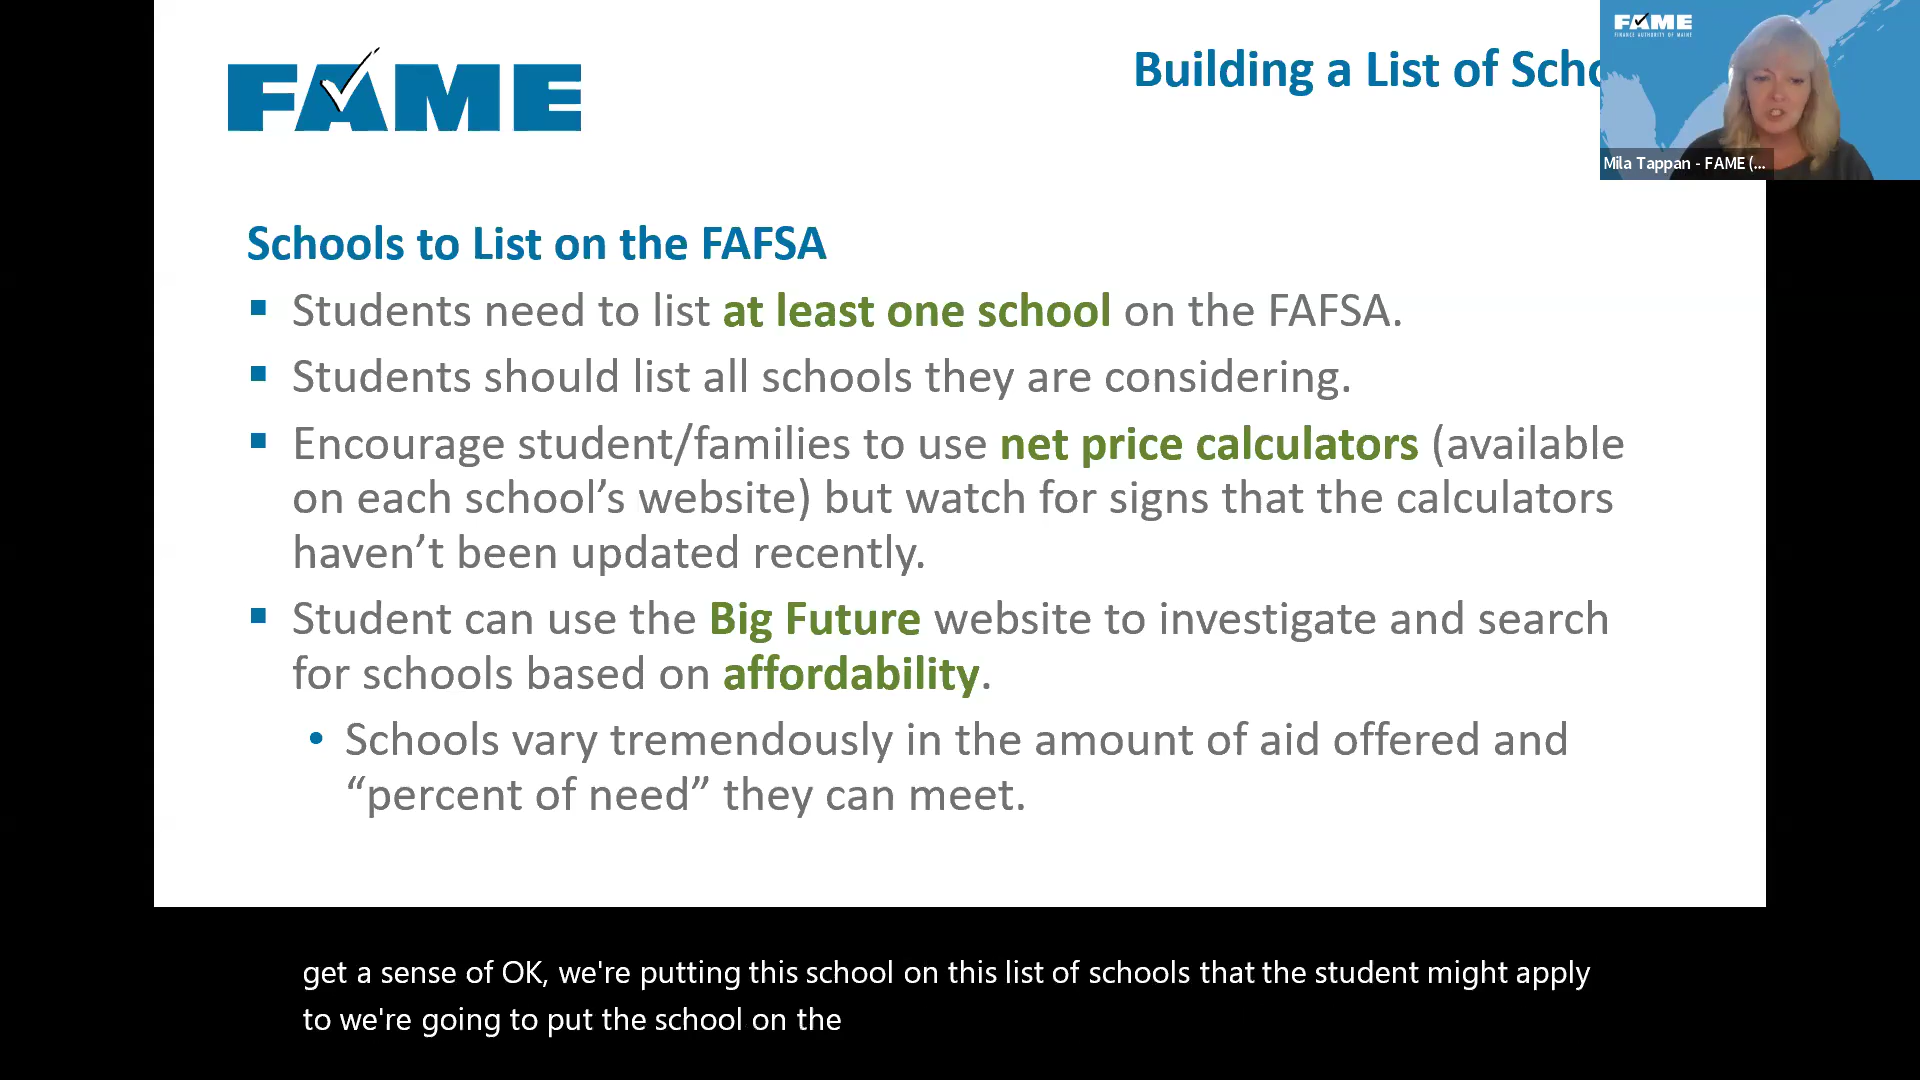 FAME
Building a List of Scho
FAME
FINANCE AUTHORITY OF MAINE
Mila Tappan - FAME (...
Schools to List on the FAFSA
▪ Students need to list at least one school on the FAFSA.
▪ Students should list all schools they are considering.
▪ Encourage student/families to use net price calculators (available
on each school’s website) but watch for signs that the calculators
haven’t been updated recently.
▪ Student can use the Big Future website to investigate and search
for schools based on affordability.
• Schools vary tremendously in the amount of aid offered and
“percent of need” they can meet.
get a sense of OK, we're putting this school on this list of schools that the student might apply
to we're going to put the school on the